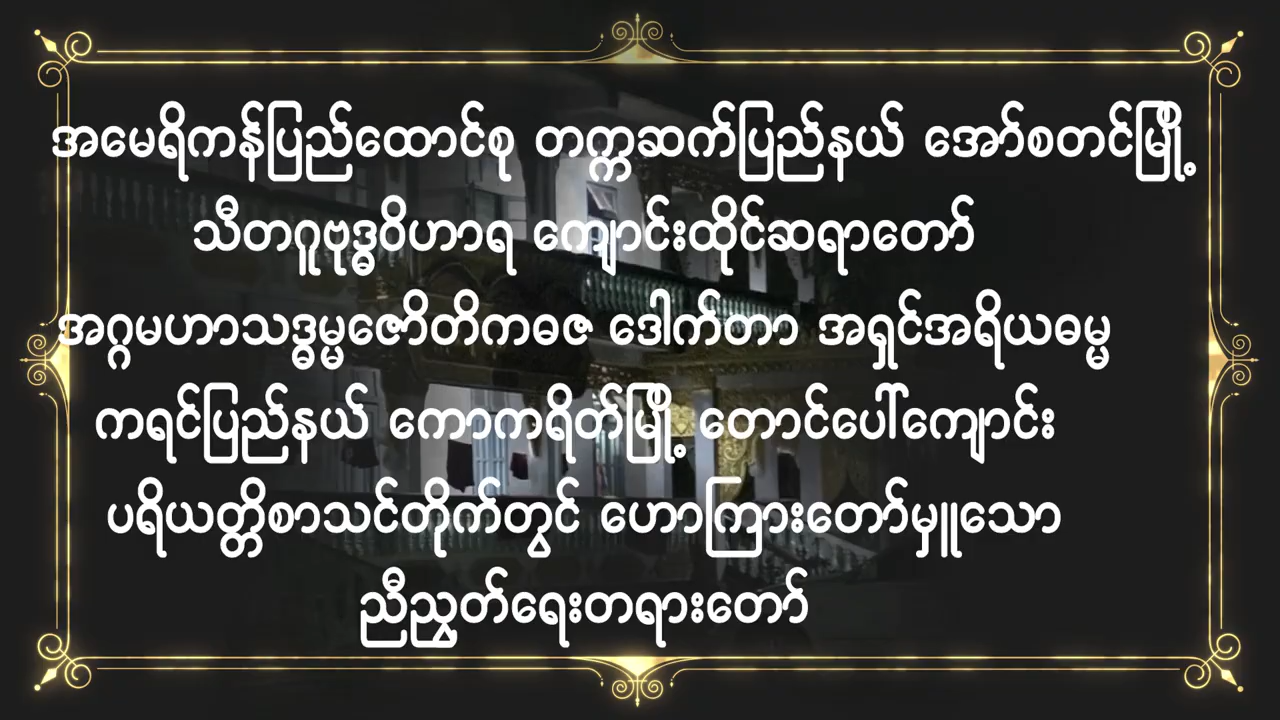 အမေရိကန်ပြည်ထောင်စု တက္ကဆက်ပြည်နယ် အော်စတင်မြို့
သီတဂူဗုဒ္ဓဝိဟာရ ကျောင်းထိုင်ဆရာတော်
အဂ္ဂမဟာသဒ္ဓမ္မဇောတိကဓဇ ဒေါက်တာ အရှင်အရိယဓမ္မ
ကရင်ပြည်နယ် ကော့ကရိတ်မြို့ တောင်ပေါ်ကျောင်း
ပရိယတ္တိစာသင်တိုက်တွင် ဟောကြားတော်မှူသော
ညီညွတ်ရေးတရားတော်